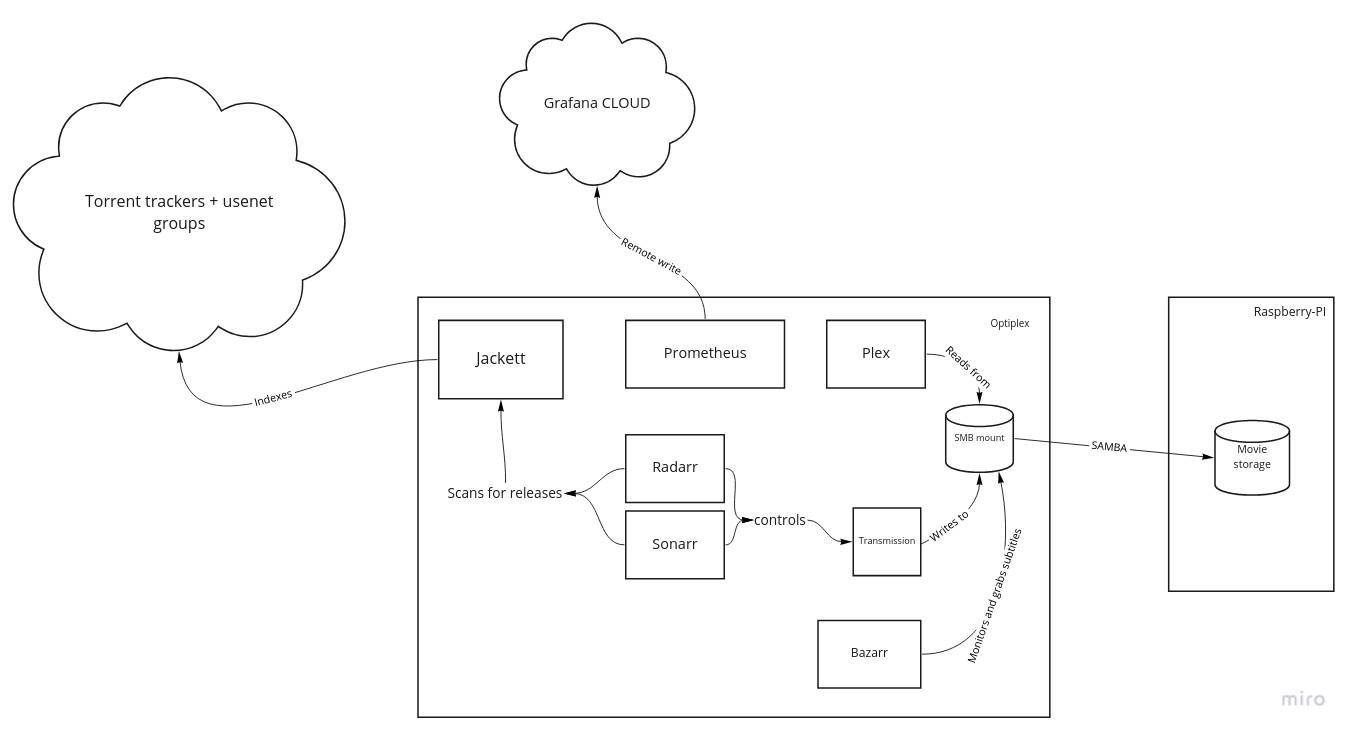 Grafana CLOUD
Torrent trackers + usenet
groups
Remote write
Optiplex
Raspberry-PI
Jackett
Prometheus
Plex
Reads from
Indexes
SMB mount
SAMBA
Movie
storage
Radarr
Scans for releases
controls
Sonarr
Transmission
Writes to
Monitors and grabs subtitles
Bazarr
miro